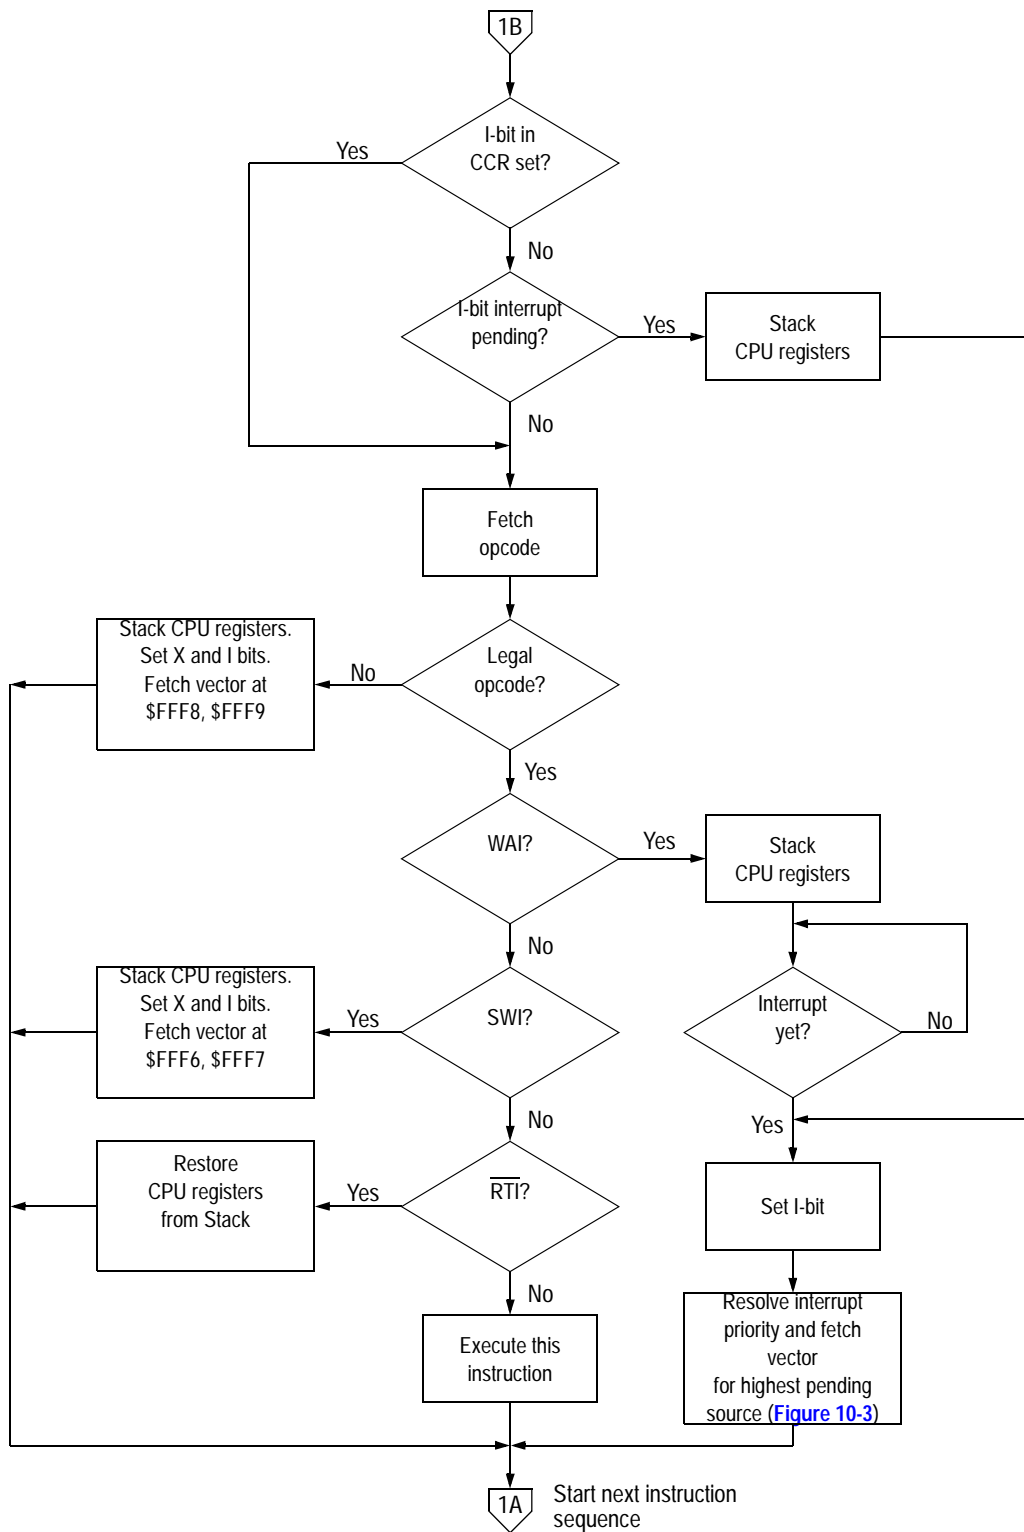 1B
I-bit in
CCR set?
Yes
No
I-bit interrupt
pending?
Yes
Stack
CPU registers
No
Fetch
opcode
Stack CPU registers.
Set X and I bits.
Fetch vector at
$FFF8, $FFF9
No
Legal
opcode?
Yes
WAI?
Yes
Stack
CPU registers
No
Stack CPU registers.
Set X and I bits.
Fetch vector at
$FFF6, $FFF7
Yes
SWI?
Interrupt
yet?
No
No
Yes
Restore
CPU registers
from Stack
Yes
RTI?
Set I-bit
No
Execute this
instruction
Resolve interrupt
priority and fetch
vector
for highest pending
source (Figure 10-3)
1A
Start next instruction
sequence